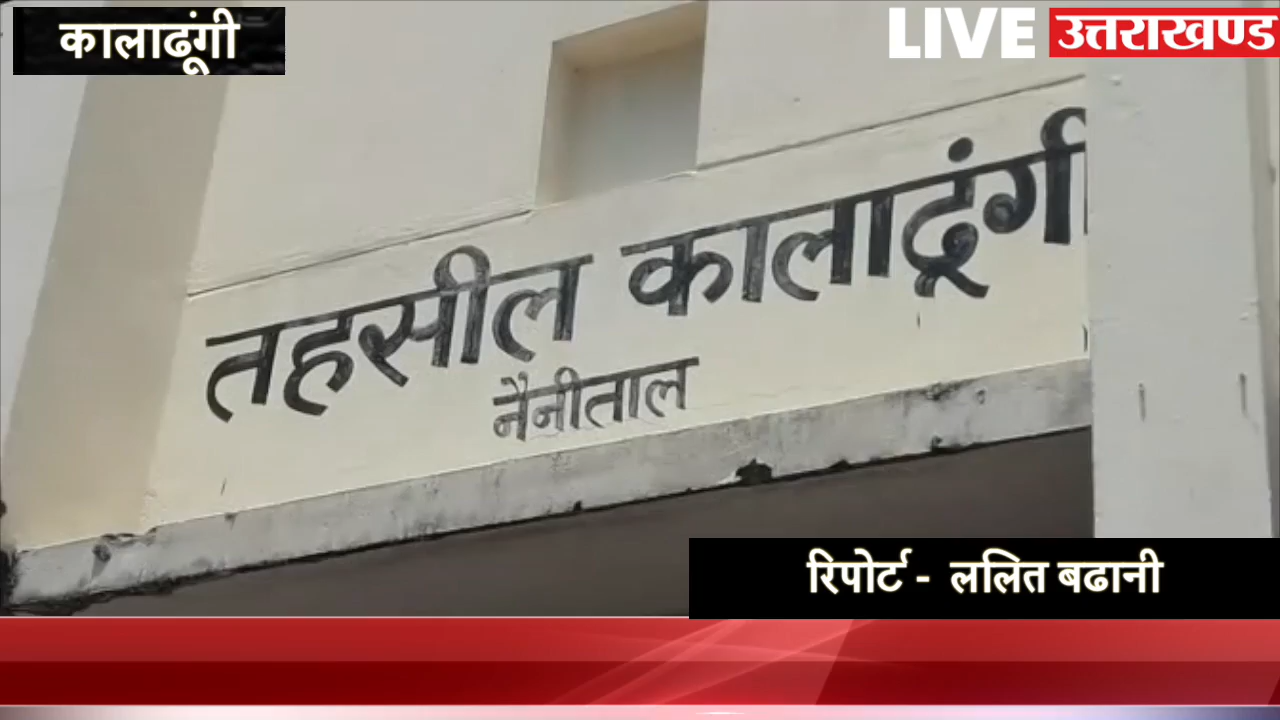 कालाढूंगी
LIVE उत्तराखण्ड
तहसील कालाढूंगी
नैनीताल
रिपोर्ट - ललित बढानी